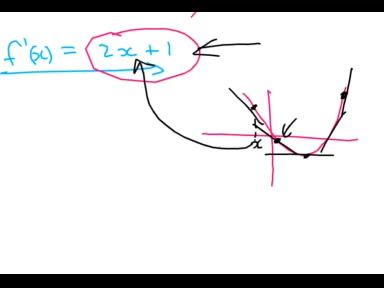 f'(x) = 2x + 1
x